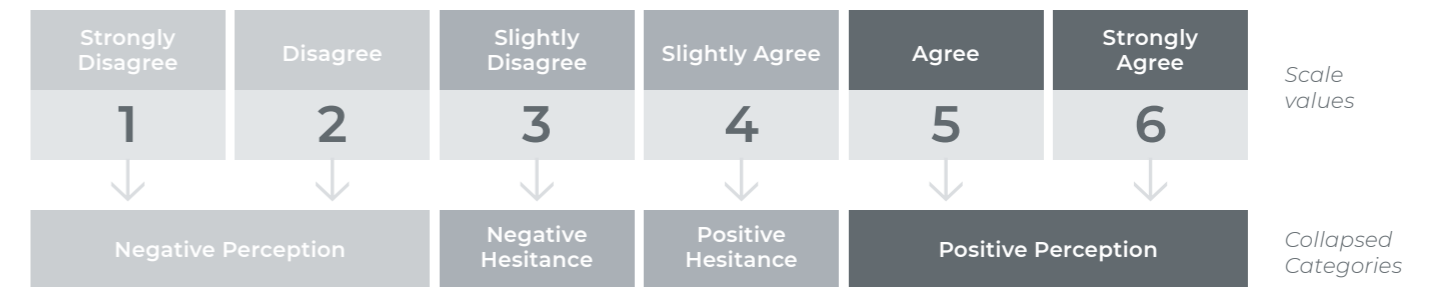 Strongly
Disagree
Disagree
Slightly
Disagree
Slightly Agree
Agree
Strongly
Agree
Scale
values
1
2
3
4
5
6
Negative Perception
Negative
Hesitance
Positive
Hesitance
Positive Perception
Collapsed
Categories